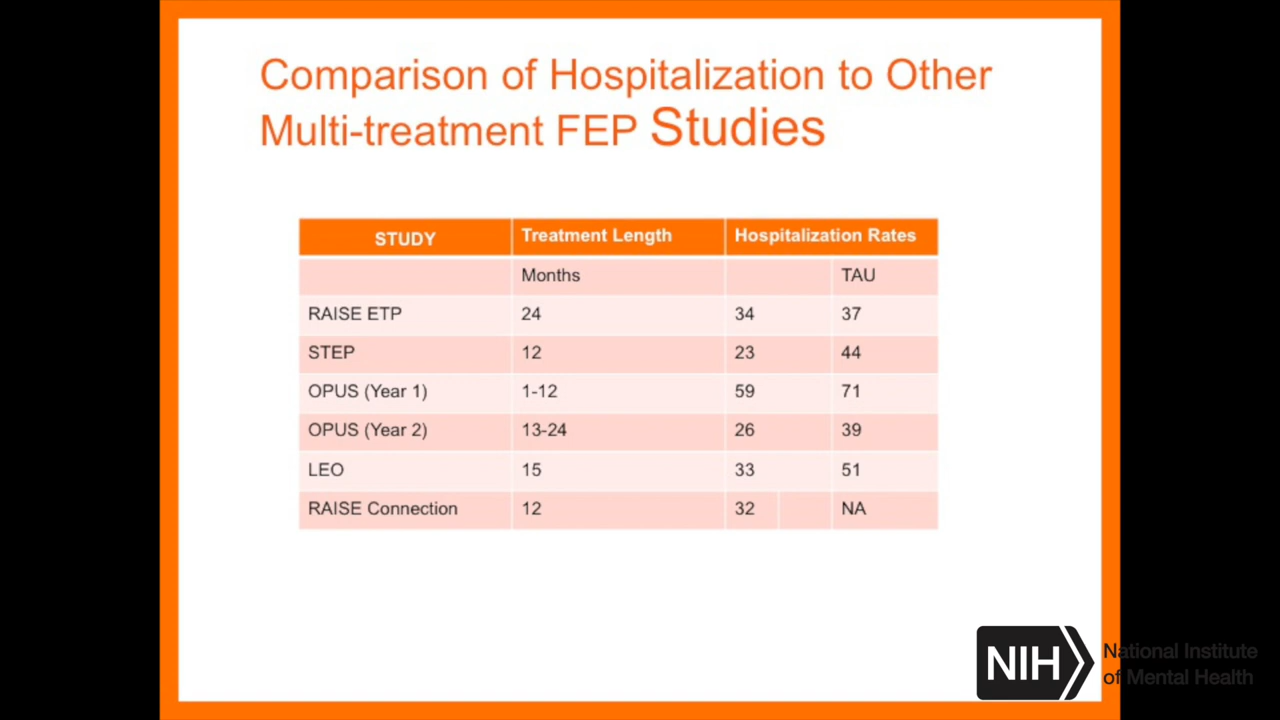 Comparison of Hospitalization to Other
Multi-treatment FEP Studies
STUDY Treatment Length Hospitalization Rates
Months TAU
RAISE ETP 24 34 37
STEP 12 23 44
OPUS (Year 1) 1-12 59 71
OPUS (Year 2) 13-24 26 39
LEO 15 33 51
RAISE Connection 12 32 NA
NIH National Institute
of Mental Health